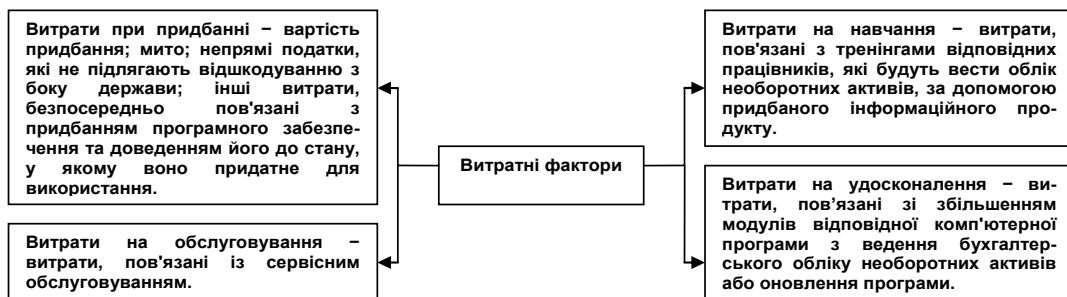 Витрати при придбанні − вартість
придбання; мито; непрямі податки,
які не підлягають відшкодуванню з
боку держави; інші витрати,
безпосередньо пов'язані з
придбанням програмного забезпе-
чення та доведенням його до стану,
у якому воно придатне для
використання.
Витрати на обслуговування −
витрати, пов'язані із сервісним
обслуговуванням.
Витратні фактори
Витрати на навчання − витрати,
пов'язані з тренінгами відповідних
працівників, які будуть вести облік
необоротних активів, за допомогою
придбаного інформаційного про-
дукту.
Витрати на удосконалення − ви-
трати, пов’язані зі збільшенням
модулів відповідної комп'ютерної
програми з ведення бухгалтер-
ського обліку необоротних активів
або оновлення програми.